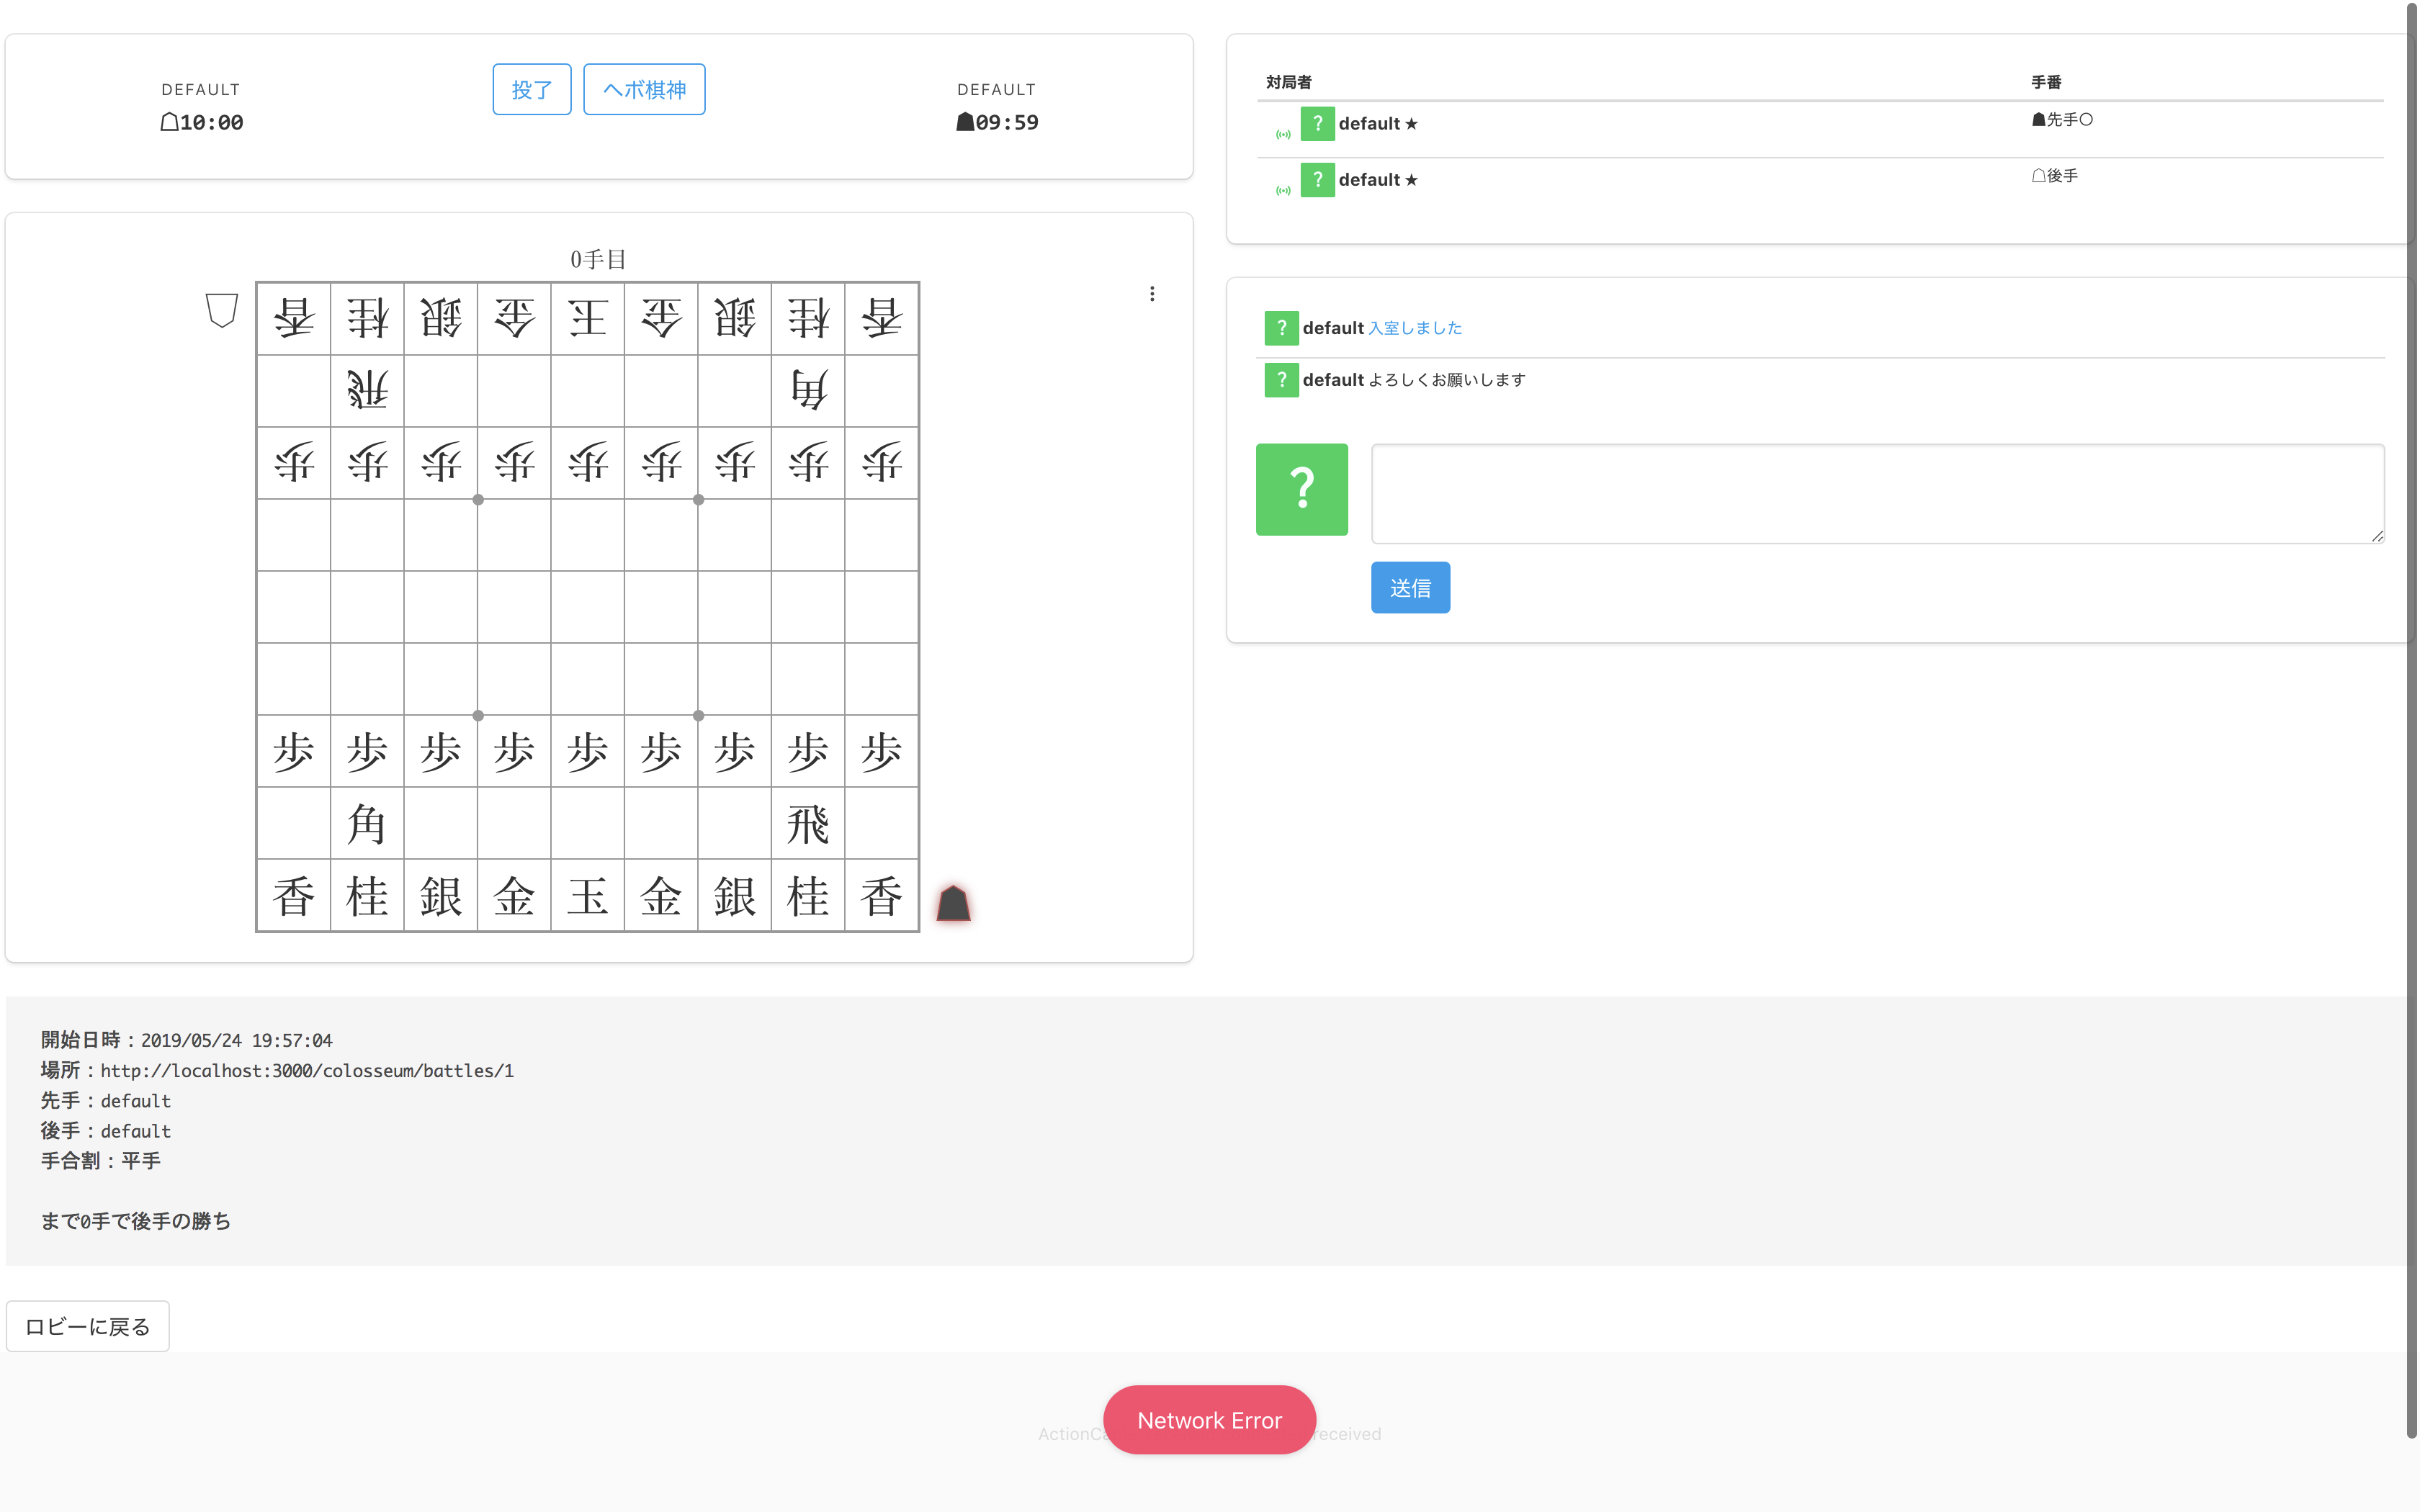 DEFAULT
☖10:00
投了
ヘボ棋神
DEFAULT
☗09:59
0手目
香桂銀金王金銀桂香
飛角
歩歩歩歩歩歩歩歩歩
歩歩歩歩歩歩歩歩歩
角飛
香桂銀金玉金銀桂香
対局者 手番
? default ★ ☗先手○
? default ★ ☖後手
? default 入室しました
? default よろしくお願いします
?
送信
開始日時：2019/05/24 19:57:04
場所：http://localhost:3000/colosseum/battles/1
先手：default
後手：default
手合割：平手
まで0手で後手の勝ち
ロビーに戻る
Network Error
received